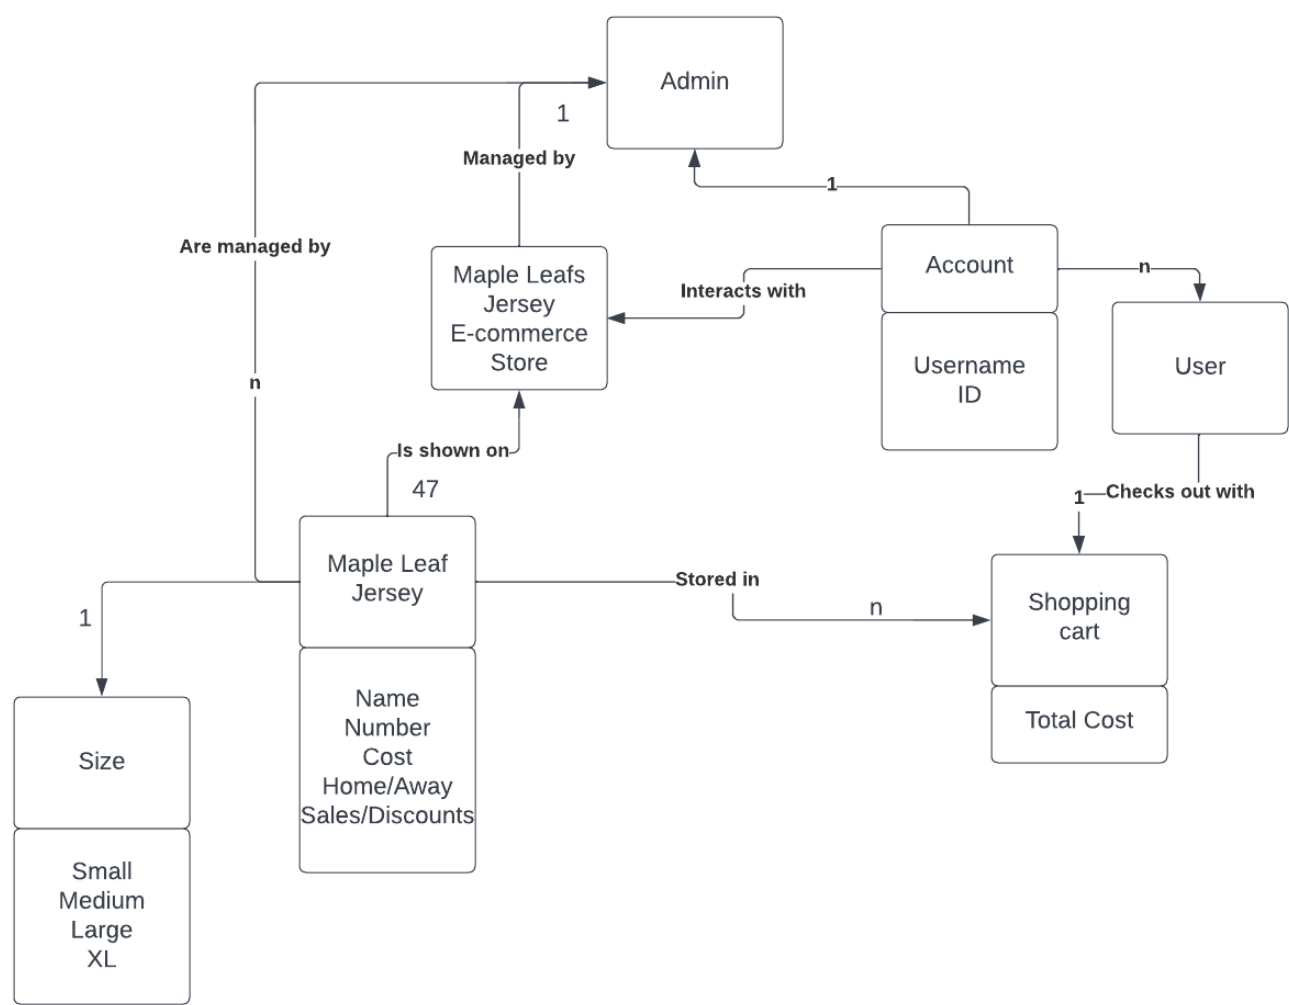 Admin
1
Managed by
1
Are managed by
Account
n
Maple Leafs
Jersey
E-commerce
Store
Interacts with
Username
ID
User
n
Is shown on
47
1
Checks out with
Maple Leaf
Jersey
Stored in
n
Shopping
cart
1
Name
Number
Cost
Home/Away
Sales/Discounts
Total Cost
Size
Small
Medium
Large
XL